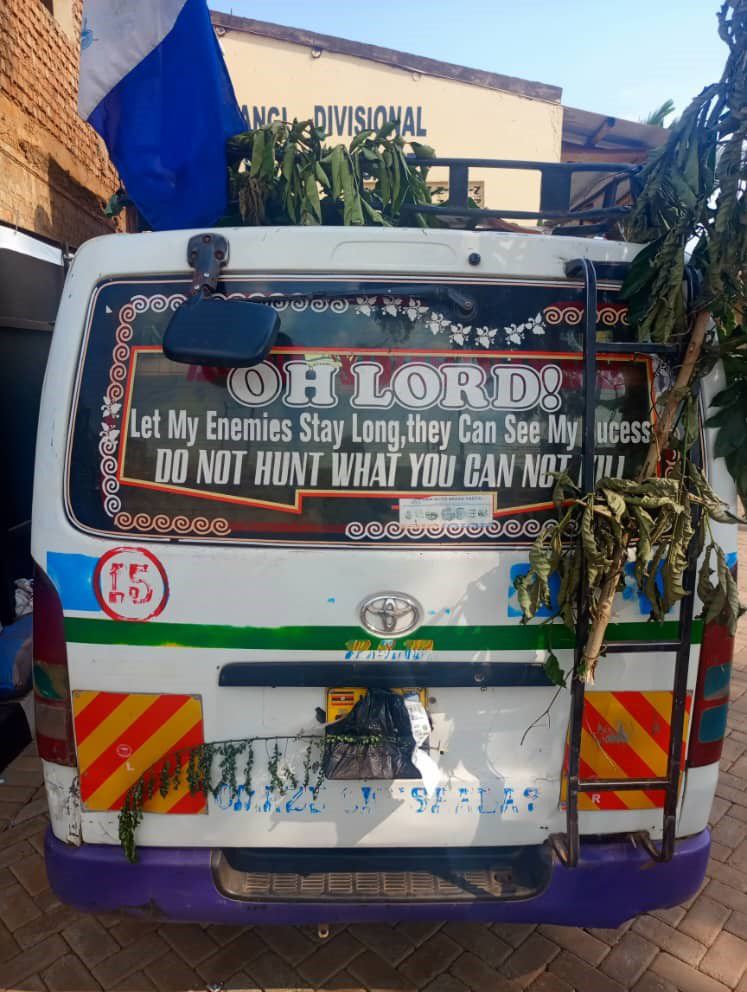 DIVISIONAL
OH LORD!
Let My Enemies Stay Long,they Can See My ucess
DO NOT HUNT WHAT YOU CAN NOT
15
L
R